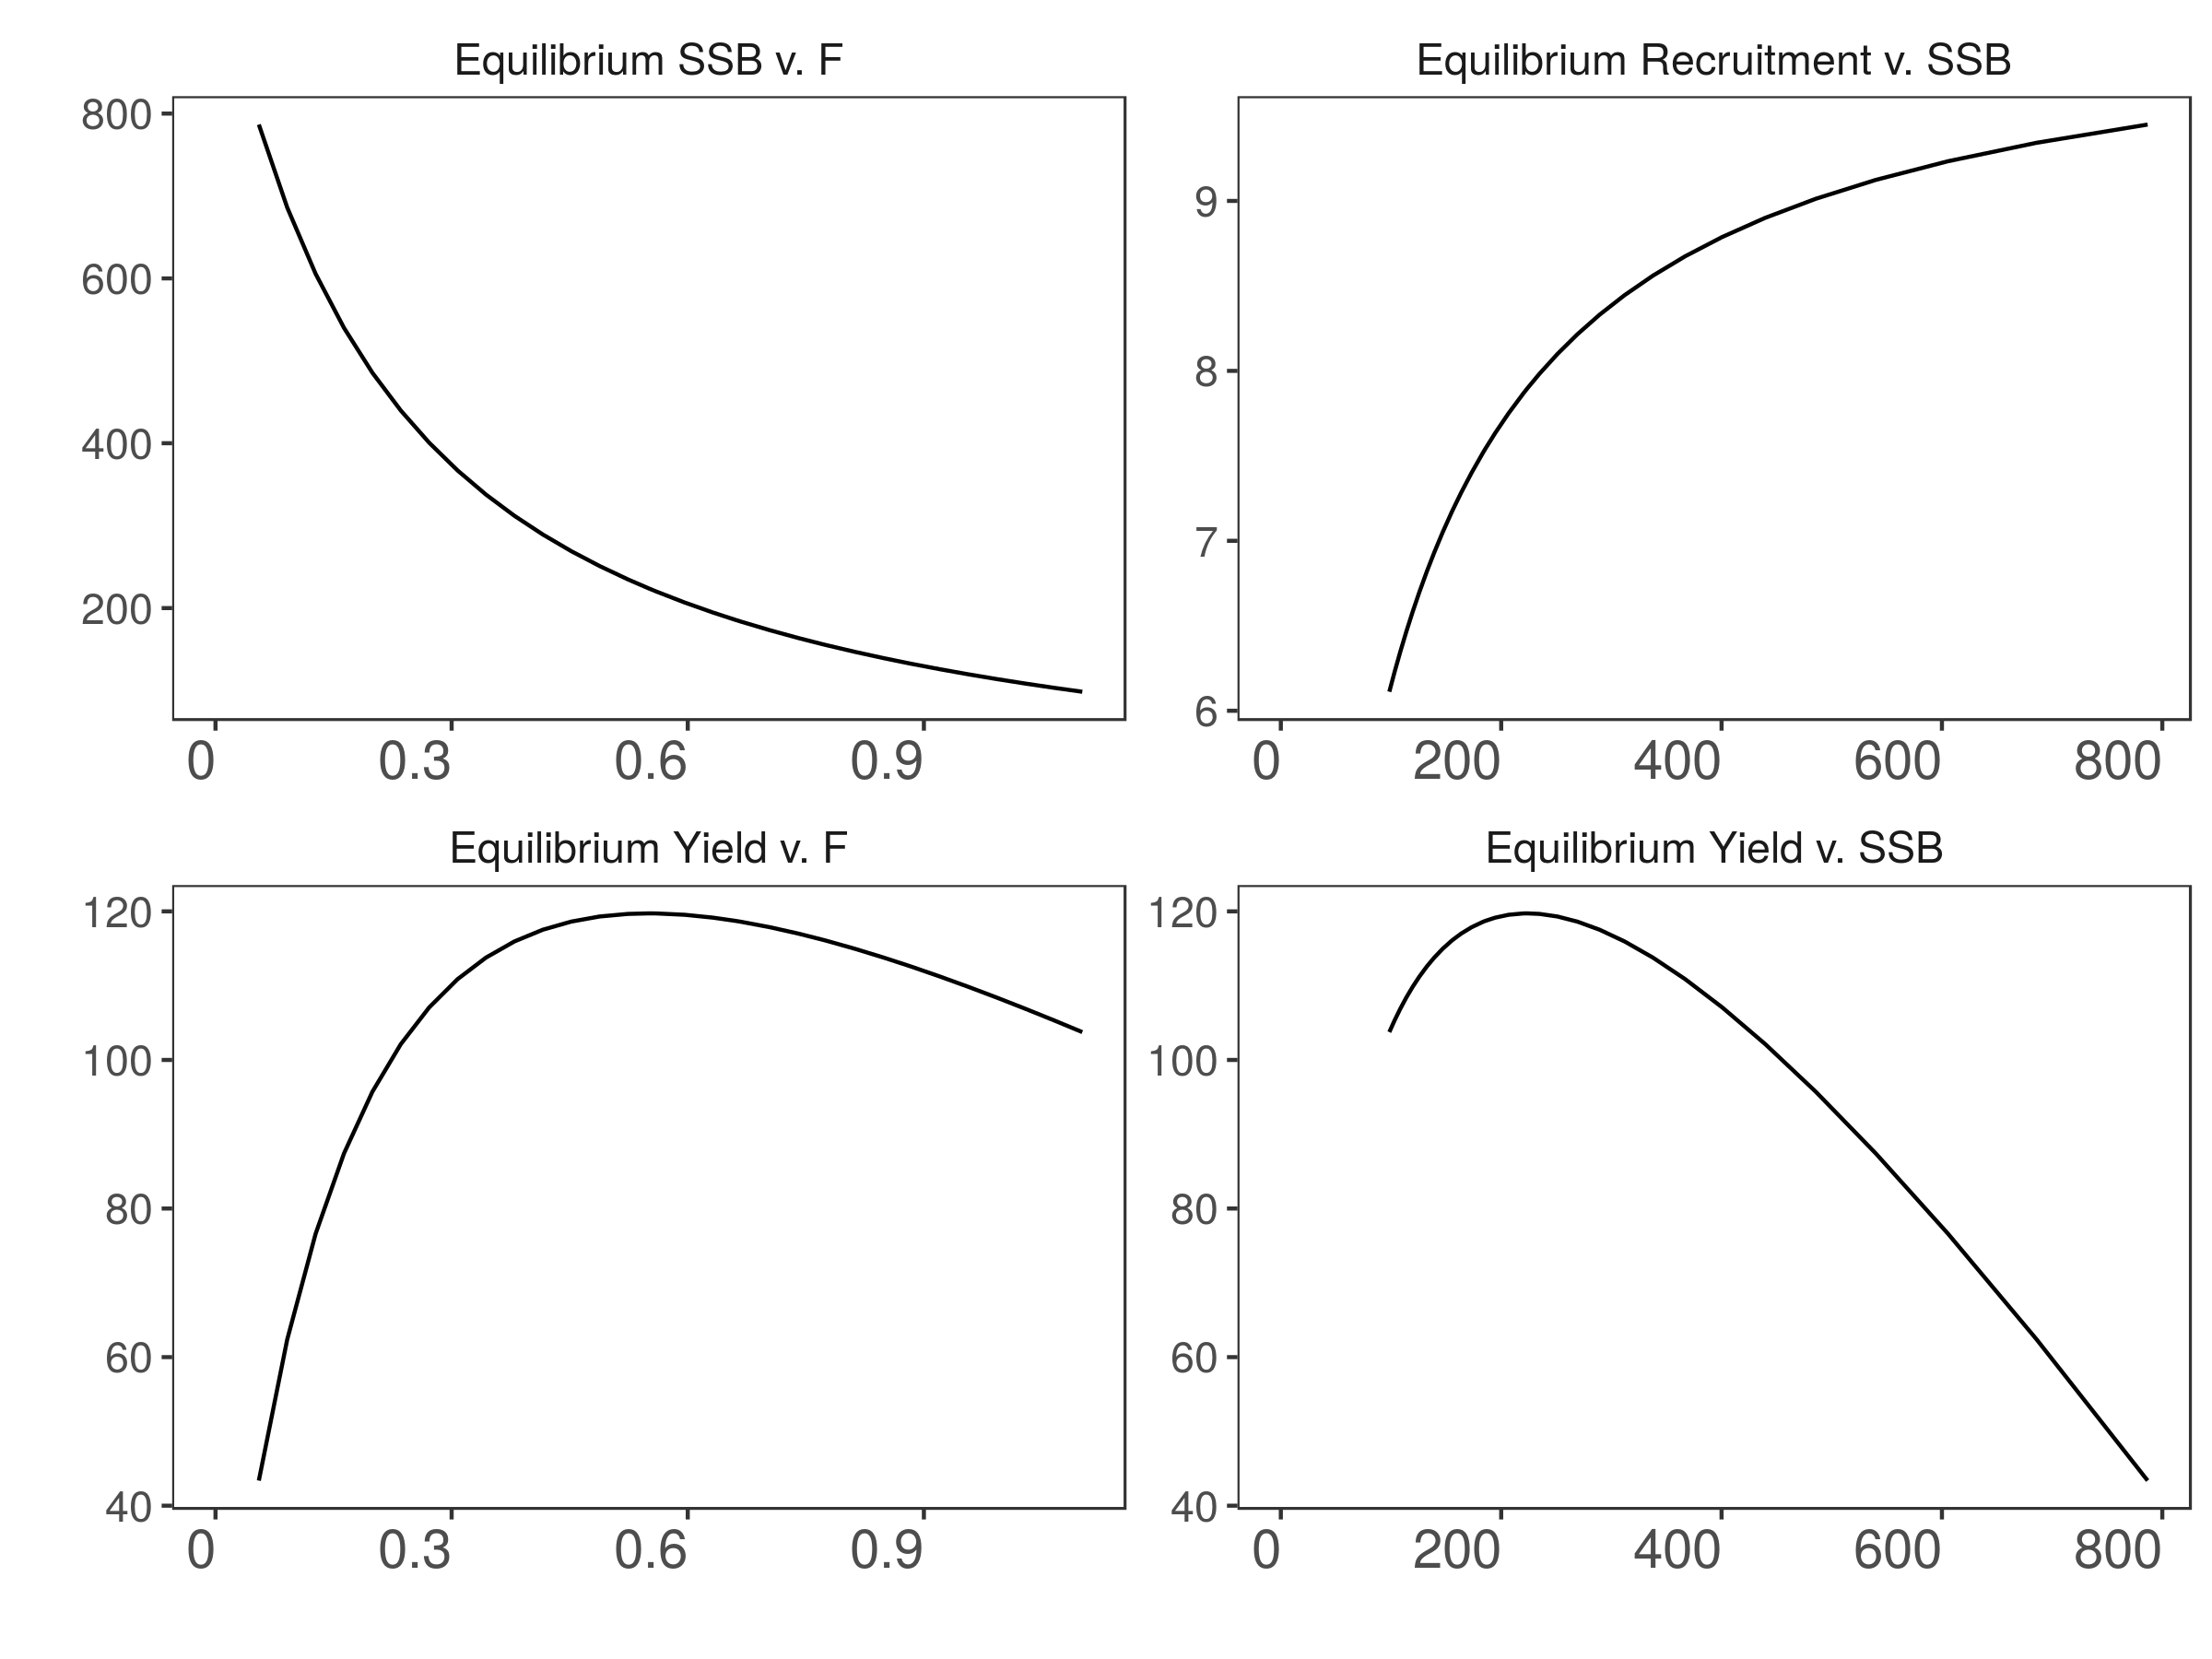 Equilibrium SSB v. F
800
600
400
200
0 0.3 0.6 0.9
Equilibrium Recruitment v. SSB
9
8
7
6
0 200 400 600 800
Equilibrium Yield v. F
120
100
80
60
40
0 0.3 0.6 0.9
Equilibrium Yield v. SSB
120
100
80
60
40
0 200 400 600 800